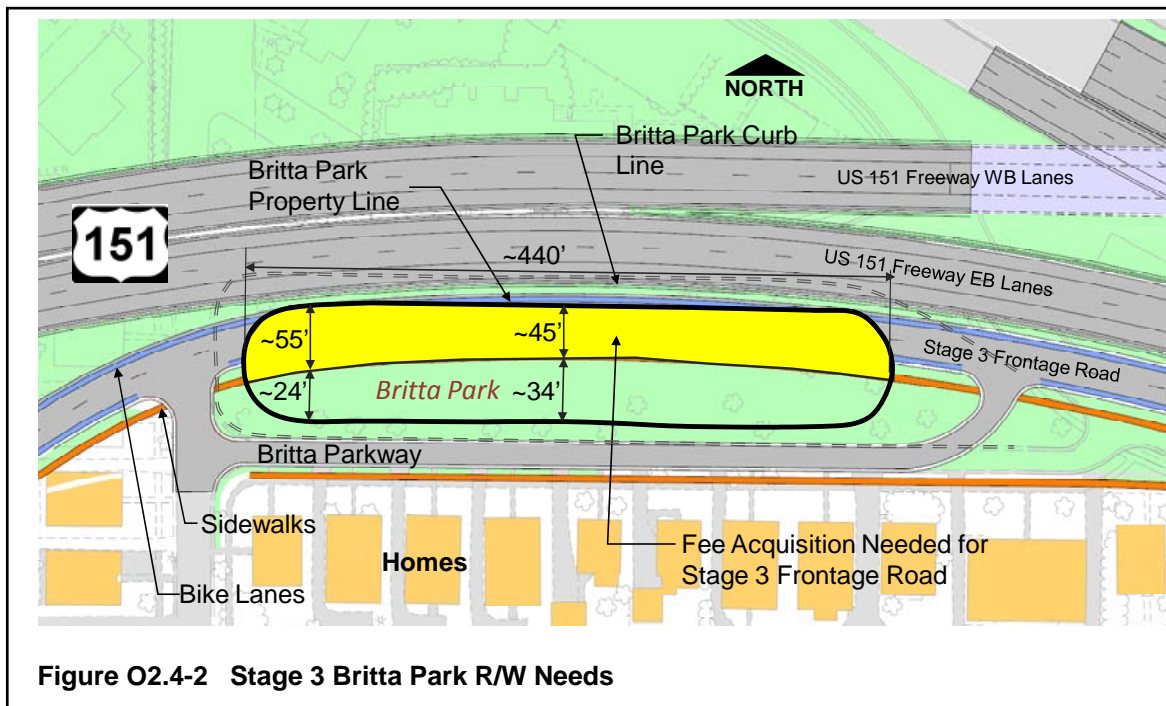 NORTH
Britta Park Curb
Line
Britta Park
Property Line
US 151 Freeway WB Lanes
151
~440’
US 151 Freeway EB Lanes
~55’
~45’
Stage 3 Frontage Road
~24’
Britta Park
~34’
Britta Parkway
Sidewalks
Homes
Fee Acquisition Needed for
Stage 3 Frontage Road
Bike Lanes
Figure O2.4-2 Stage 3 Britta Park R/W Needs